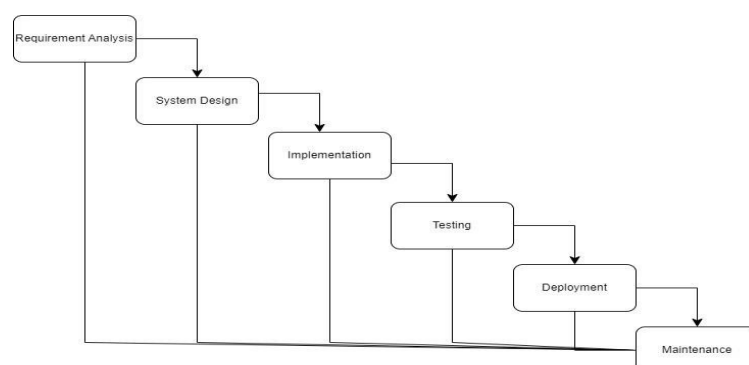 Requirement Analysis
System Design
Implementation
Testing
Deployment
Maintenance